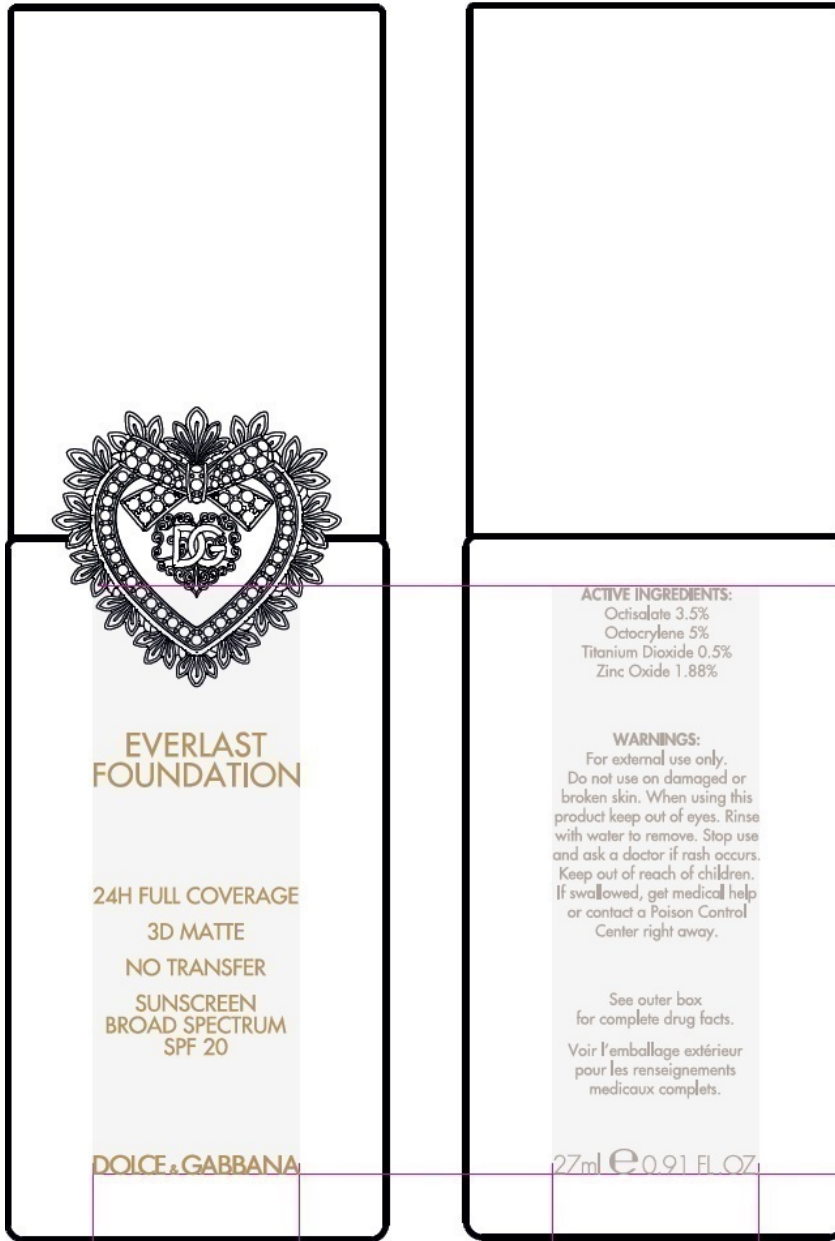 DG
EVERLAST
FOUNDATION
24H FULL COVERAGE
3D MATTE
NO TRANSFER
SUNSCREEN
BROAD SPECTRUM
SPF 20
DOLCE & GABBANA
ACTIVE INGREDIENTS:
Octisalate 3.5%
Octocrylene 5%
Titanium Dioxide 0.5%
Zinc Oxide 1.88%
WARNINGS:
For external use only.
Do not use on damaged or
broken skin. When using this
product keep out of eyes. Rinse
with water to remove. Stop use
and ask a doctor if rash occurs.
Keep out of reach of children.
If swallowed, get medical help
or contact a Poison Control
Center right away.
See outer box
for complete drug facts.
Voir l'emballage extérieur
pour les renseignements
medicaux complets.
27ml ℮ 0.91 FL.OZ.